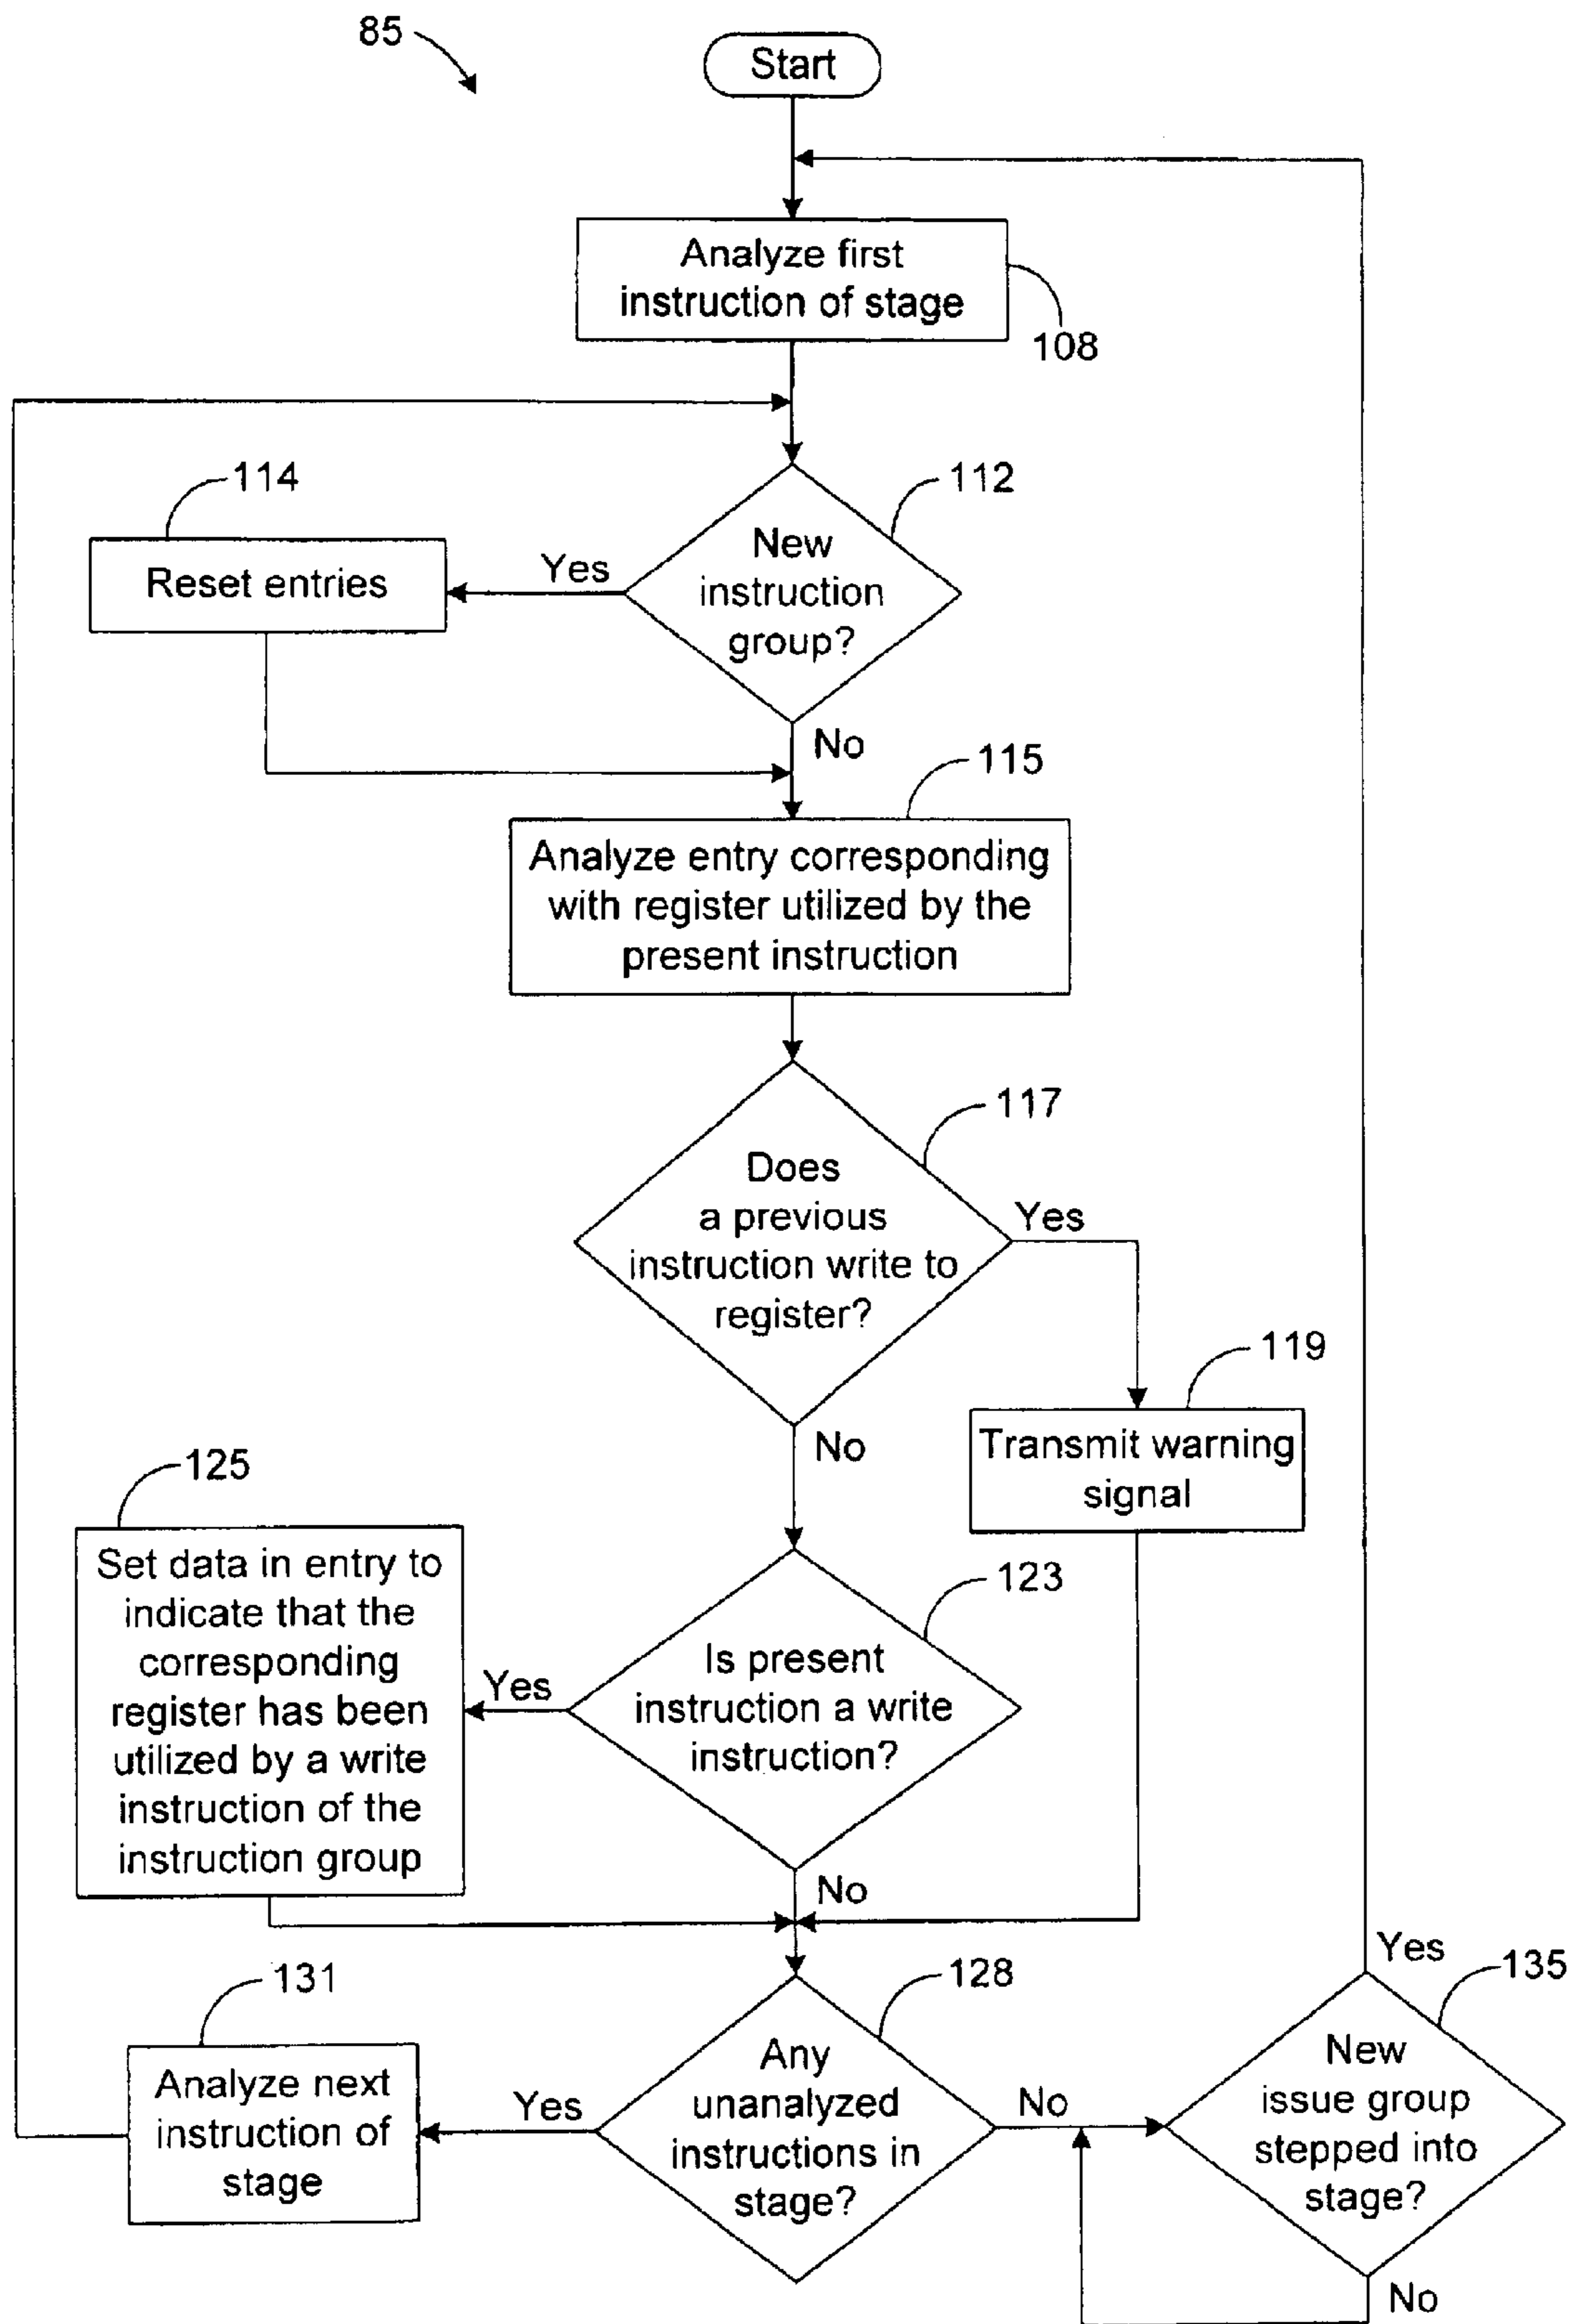 85
Start
Analyze first
instruction of stage
108
114
112
Reset entries
Yes
New
instruction
group?
No
115
Analyze entry corresponding
with register utilized by the
present instruction
117
Does
a previous
instruction write to
register?
Yes
119
No
Transmit warning
signal
125
Set data in entry to
indicate that the
corresponding
register has been
utilized by a write
instruction of the
instruction group
123
Yes
Is present
instruction a write
instruction?
No
Yes
131
128
135
Analyze next
instruction of
stage
Yes
Any
unanalyzed
instructions in
stage?
No
New
issue group
stepped into
stage?
No